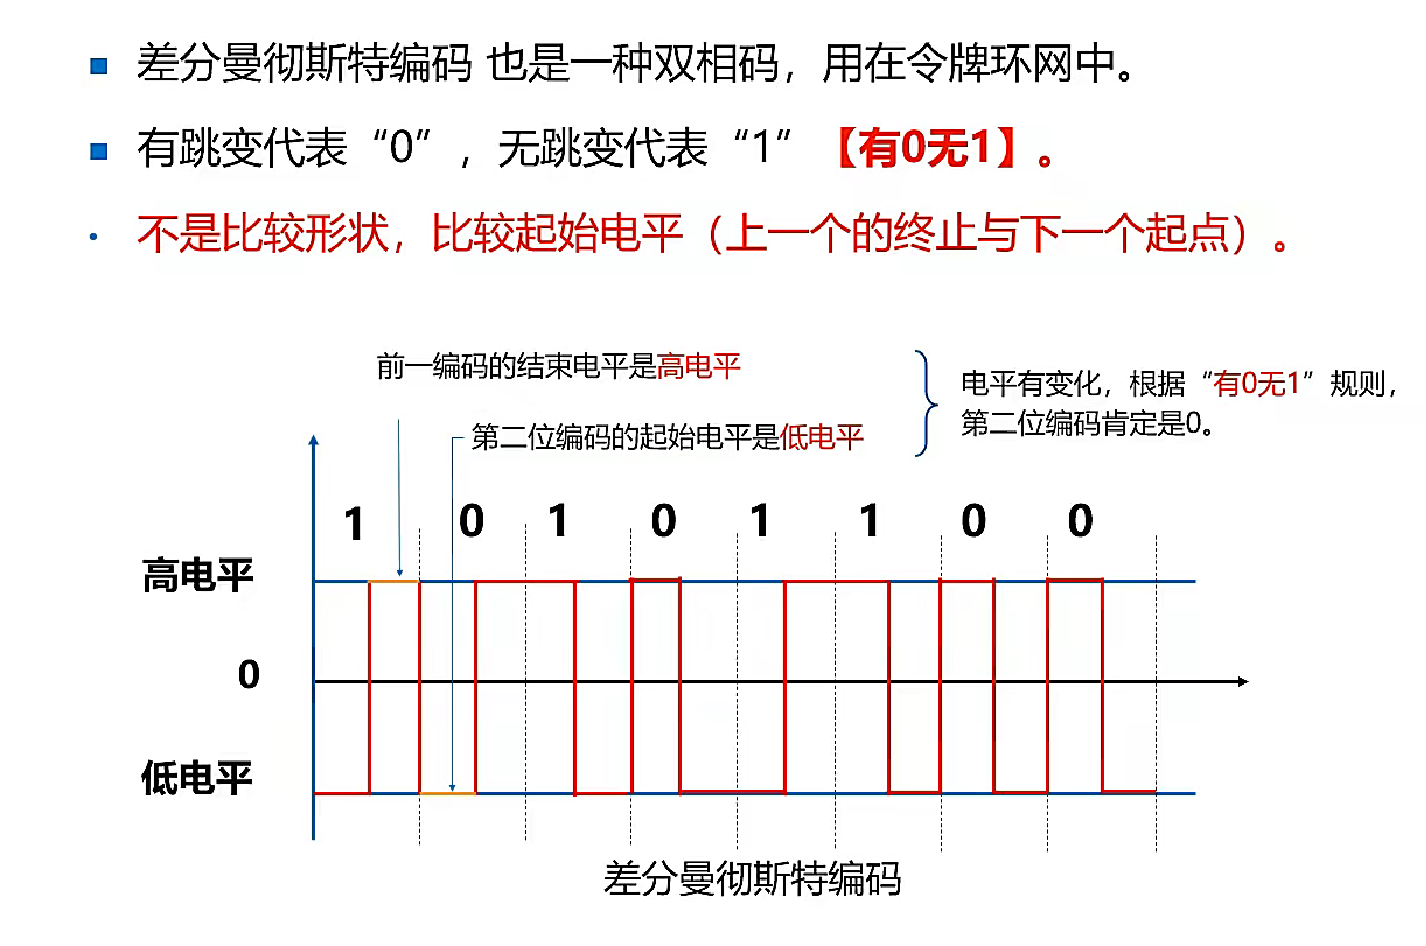 差分曼彻斯特编码 也是一种双相码，用在令牌环网中。
有跳变代表“0”，无跳变代表“1”【有0无1】。
不是比较形状，比较起始电平（上一个的终止与下一个起点）。
前一编码的结束电平是高电平
第二位编码的起始电平是低电平
电平有变化，根据“有0无1”规则，
第二位编码肯定是0。
1 0 1 0 1 1 0 0
高电平
0
低电平
差分曼彻斯特编码